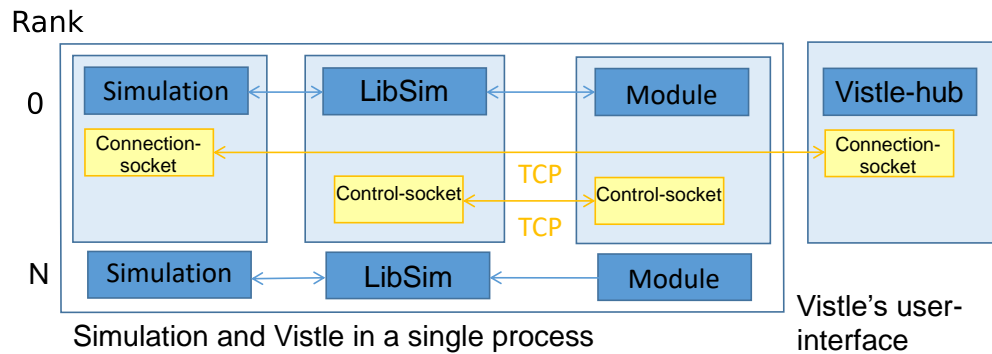 Rank
0
Simulation
LibSim
Module
Vistle-hub
Connection-
socket
Connection-
socket
TCP
Control-socket
Control-socket
TCP
N
Simulation
LibSim
Module
Simulation and Vistle in a single process
Vistle's user-
interface